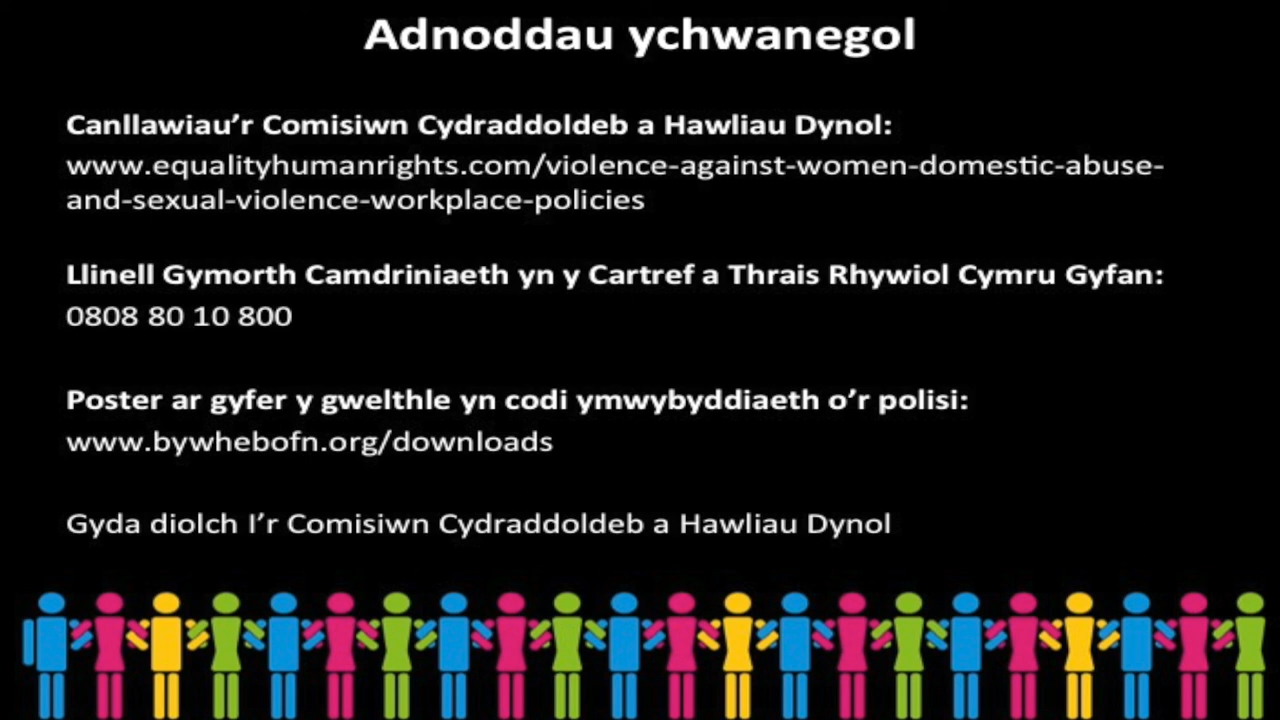 Adnoddau ychwanegol
Canllawiau’r Comisiwn Cydraddoldeb a Hawliau Dynol:
www.equalityhumanrights.com/violence-against-women-domestic-abuse-
and-sexual-violence-workplace-policies
Llinell Gymorth Camdriniaeth yn y Cartref a Thrais Rhywiol Cymru Gyfan:
0808 80 10 800
Poster ar gyfer y gwelthle yn codi ymwybyddiaeth o’r polisi:
www.bywhebofn.org/downloads
Gyda diolch I’r Comisiwn Cydraddoldeb a Hawliau Dynol